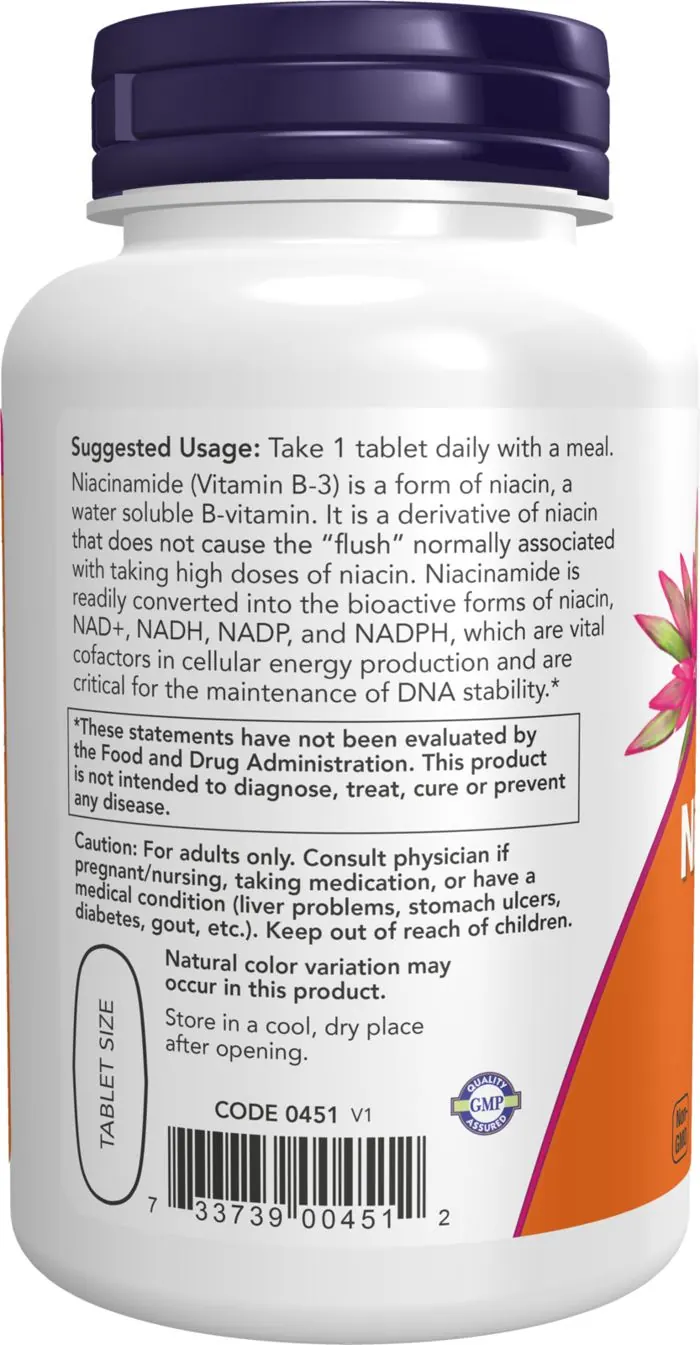 Suggested Usage: Take 1 tablet daily with a meal.
Niacinamide (Vitamin B-3) is a form of niacin, a
water soluble B-vitamin. It is a derivative of niacin
that does not cause the “flush” normally associated
with taking high doses of niacin. Niacinamide is
readily converted into the bioactive forms of niacin,
NAD+, NADH, NADP, and NADPH, which are vital
cofactors in cellular energy production and are
critical for the maintenance of DNA stability.*
*These statements have not been evaluated by
the Food and Drug Administration. This product
is not intended to diagnose, treat, cure or prevent
any disease.
Caution: For adults only. Consult physician if
pregnant/nursing, taking medication, or have a
medical condition (liver problems, stomach ulcers,
diabetes, gout, etc.). Keep out of reach of children.
Natural color variation may
occur in this product.
Store in a cool, dry place
after opening.
TABLET SIZE
CODE 0451 V1
7 33739 00451 2
QUALITY
GMP
ASSURED
N
Non-
GMO